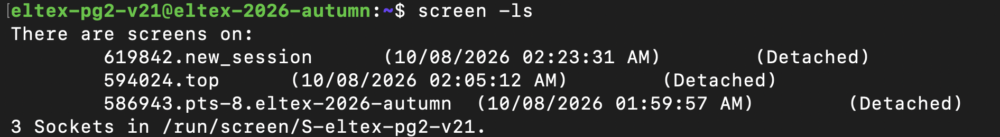 [eltex-pg2-v21@eltex-2026-autumn:~$ screen -ls
There are screens on:
619842.new_session (10/08/2026 02:23:31 AM) (Detached)
594024.top (10/08/2026 02:05:12 AM) (Detached)
586943.pts-8.eltex-2026-autumn (10/08/2026 01:59:57 AM) (Detached)
3 Sockets in /run/screen/S-eltex-pg2-v21.